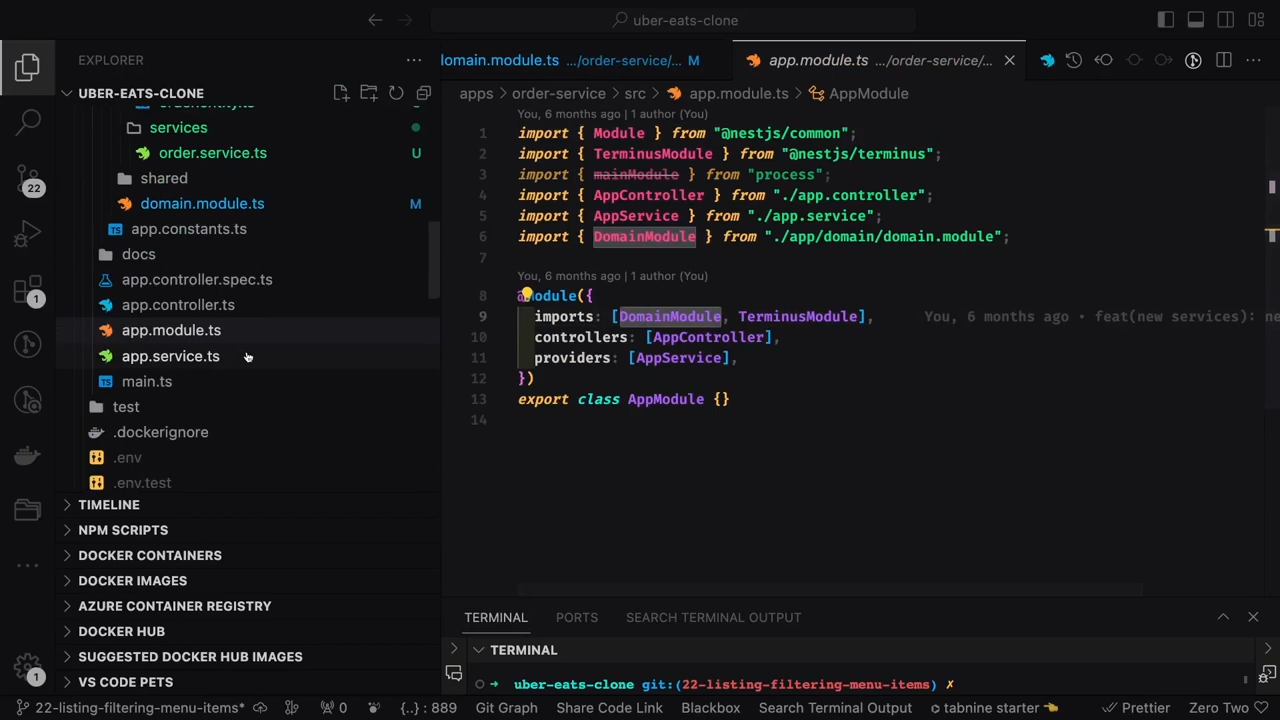 uber-eats-clone
EXPLORER
UBER-EATS-CLONE
services
order.service.ts U
shared
domain.module.ts M
app.constants.ts
docs
app.controller.spec.ts
app.controller.ts
app.module.ts
app.service.ts
main.ts
test
.dockerignore
.env
.env.test
TIMELINE
NPM SCRIPTS
DOCKER CONTAINERS
DOCKER IMAGES
AZURE CONTAINER REGISTRY
DOCKER HUB
SUGGESTED DOCKER HUB IMAGES
VS CODE PETS
22
1
1
domain.module.ts .../order-service/... M
app.module.ts .../order-service/...
apps > order-service > src > app.module.ts > AppModule
You, 6 months ago | 1 author (You)
1 import { Module } from "@nestjs/common";
2 import { TerminusModule } from "@nestjs/terminus";
3 import { mainModule } from "process";
4 import { AppController } from "./app.controller";
5 import { AppService } from "./app.service";
6 import { DomainModule } from "./app/domain/domain.module";
7
You, 6 months ago | 1 author (You)
8 @Module({
9 imports: [DomainModule, TerminusModule], You, 6 months ago • feat(new services): ne
10 controllers: [AppController],
11 providers: [AppService],
12 })
13 export class AppModule {}
14
TERMINAL PORTS SEARCH TERMINAL OUTPUT
TERMINAL
uber-eats-clone git:(22-listing-filtering-menu-items) ✗
22-listing-filtering-menu-items* 0 {..} : 889 Git Graph Share Code Link Blackbox Search Terminal Output tabnine starter Prettier Zero Two